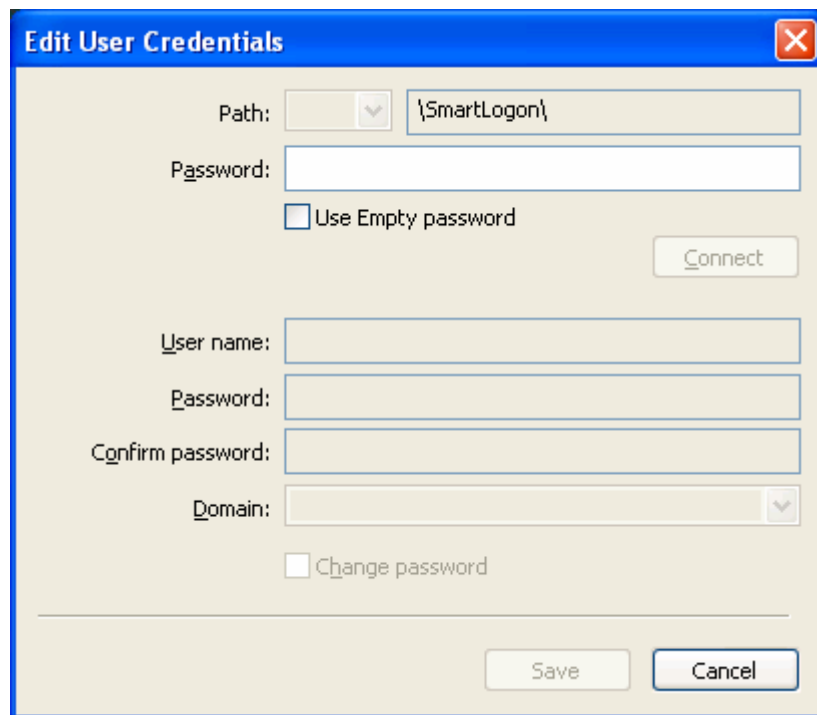 Edit User Credentials
Path: \SmartLogon\
Password:
Use Empty password
Connect
User name:
Password:
Confirm password:
Domain:
Change password
Save Cancel